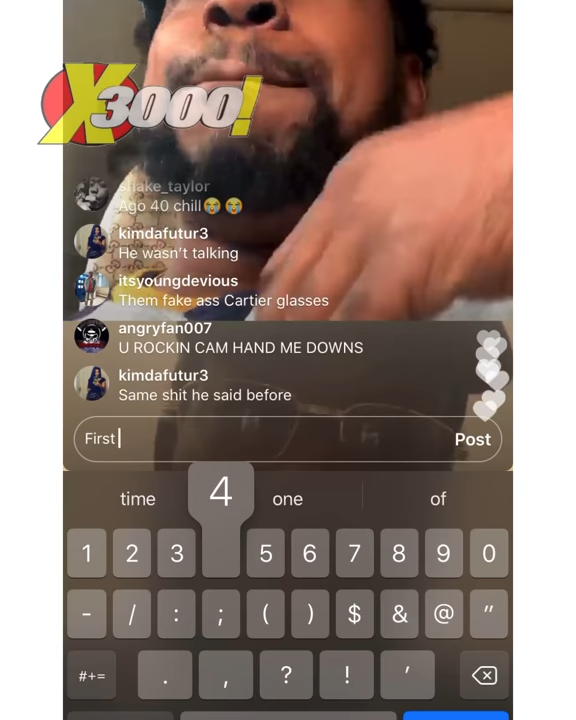 X3000!
shake_taylor
Ago 40 chill😭😭
kimdafutur3
He wasn't talking
itsyoungdevious
Them fake ass Cartier glasses
angryfan007
U ROCKIN CAM HAND ME DOWNS
kimdafutur3
Same shit he said before
First
Post
time
one
of
1 2 3 4 5 6 7 8 9 0
- / : ; ( ) $ & @ "
#+= . , ? ! '